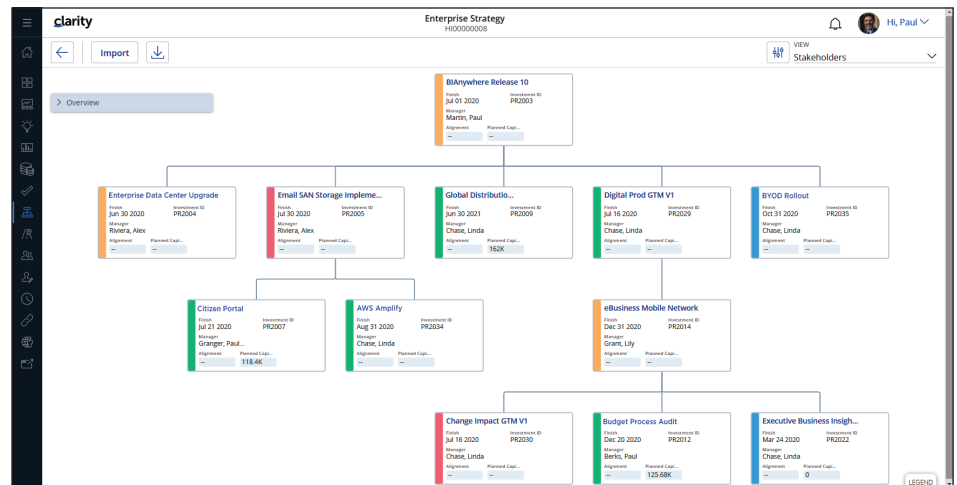 clarity
Enterprise Strategy
HI00000008
Hi, Paul
Import
VIEW
Stakeholders
Overview
BIAnywhere Release 10
Finish Investment ID
Jul 01 2020 PR2003
Manager
Martin, Paul
Alignment Planned Capi...
-- --
Enterprise Data Center Upgrade
Finish Investment ID
Jun 30 2020 PR2004
Manager
Riviera, Alex
Alignment Planned Capi...
-- --
Email SAN Storage Impleme...
Finish Investment ID
Jul 30 2020 PR2005
Manager
Riviera, Alex
Alignment Planned Capi...
-- --
Global Distributio...
Finish Investment ID
Jun 30 2021 PR2009
Manager
Chase, Linda
Alignment Planned Capi...
-- 162K
Digital Prod GTM V1
Finish Investment ID
Jul 16 2020 PR2029
Manager
Chase, Linda
Alignment Planned Capi...
-- --
BYOD Rollout
Finish Investment ID
Oct 31 2020 PR2035
Manager
Chase, Linda
Alignment Planned Capi...
-- --
Citizen Portal
Finish Investment ID
Jul 21 2020 PR2007
Manager
Granger, Paul...
Alignment Planned Capi...
-- 118.4K
AWS Amplify
Finish Investment ID
Aug 31 2020 PR2034
Manager
Chase, Linda
Alignment Planned Capi...
-- --
eBusiness Mobile Network
Finish Investment ID
Dec 31 2020 PR2014
Manager
Grant, Lily
Alignment Planned Capi...
-- --
Change Impact GTM V1
Finish Investment ID
Jul 16 2020 PR2030
Manager
Chase, Linda
Alignment Planned Capi...
-- --
Budget Process Audit
Finish Investment ID
Dec 20 2020 PR2012
Manager
Berks, Paul
Alignment Planned Capi...
-- 125.68K
Executive Business Insigh...
Finish Investment ID
Mar 24 2020 PR2022
Manager
Chase, Linda
Alignment Planned Capi...
-- 0
LEGEND